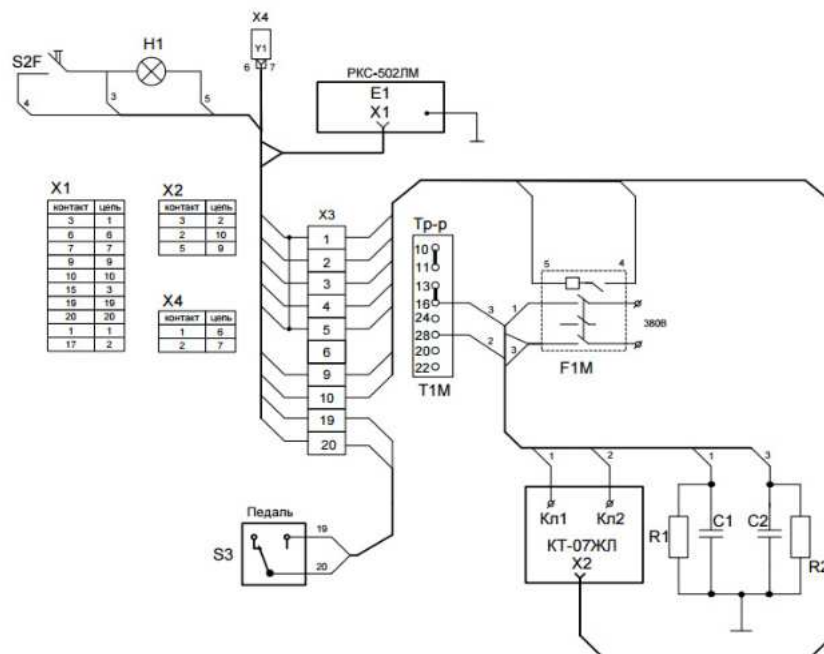 X4
Y1
6 7
H1
S2F
4
3
5
РКС-502ЛМ
E1
X1
X1
контакт цепь
3 1
6 6
7 7
9 9
10 10
15 3
19 19
20 20
1 1
17 2
X2
контакт цепь
3 2
2 10
5 9
X4
контакт цепь
1 6
2 7
X3
1
2
3
4
5
6
9
10
19
20
Тр-р
10
11
13
16
24
28
20
22
T1M
3
2
1
3
5 4
380В
F1M
Педаль
S3
19
20
1
2
1
3
Кл1 Кл2
КТ-07ЖЛ
X2
R1
C1
C2
R2